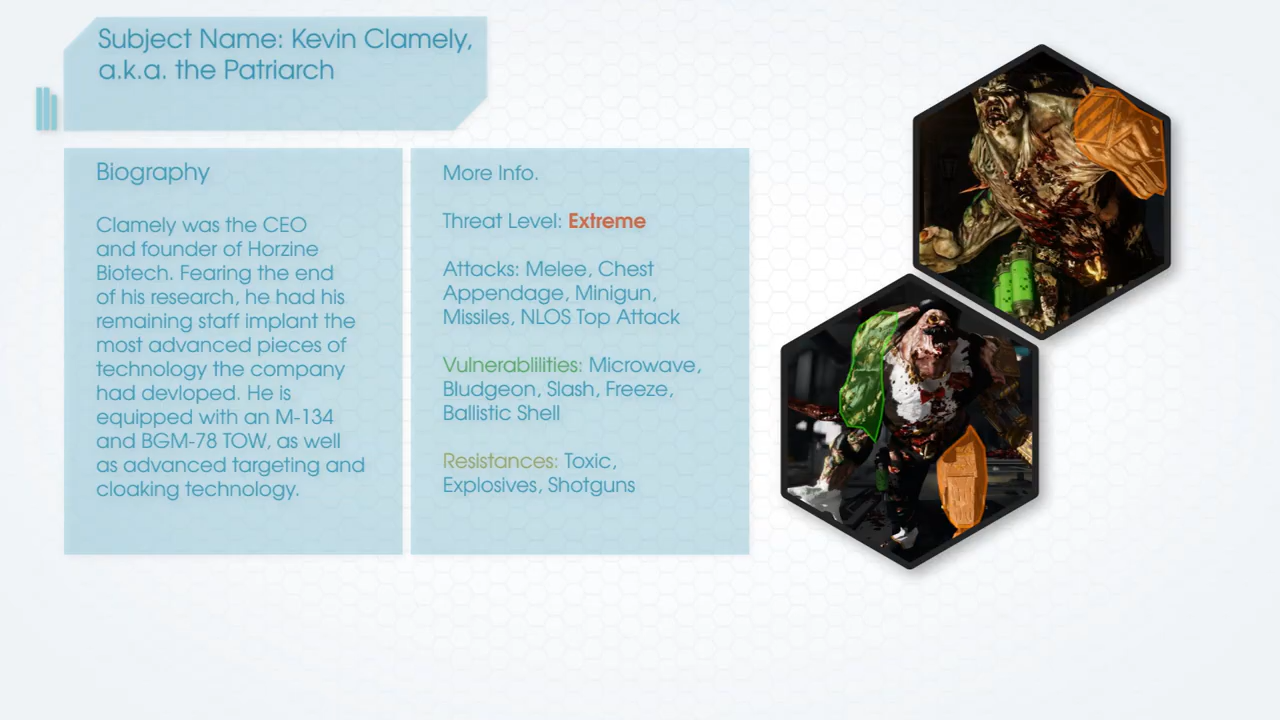 Subject Name: Kevin Clamely,
a.k.a. the Patriarch
Biography
Clamely was the CEO
and founder of Horzine
Biotech. Fearing the end
of his research, he had his
remaining staff implant the
most advanced pieces of
technology the company
had devloped. He is
equipped with an M-134
and BGM-78 TOW, as well
as advanced targeting and
cloaking technology.
More Info.
Threat Level: Extreme
Attacks: Melee, Chest
Appendage, Minigun,
Missiles, NLOS Top Attack
Vulnerablilities: Microwave,
Bludgeon, Slash, Freeze,
Ballistic Shell
Resistances: Toxic,
Explosives, Shotguns